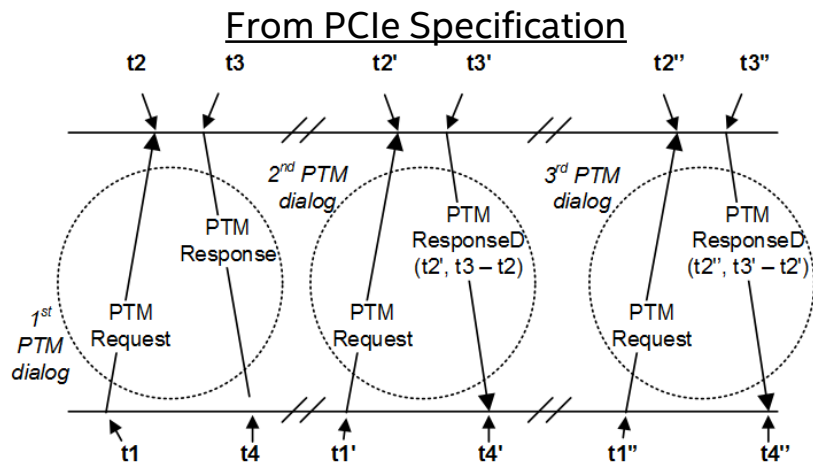 From PCIe Specification
t2
t3
t2'
t3'
t2''
t3''
1st
PTM
dialog
PTM
Request
PTM
Response
2nd PTM
dialog
PTM
Request
PTM
ResponseD
(t2', t3 – t2)
3rd PTM
dialog
PTM
Request
PTM
ResponseD
(t2'', t3' – t2')
t1
t4
t1'
t4'
t1''
t4''